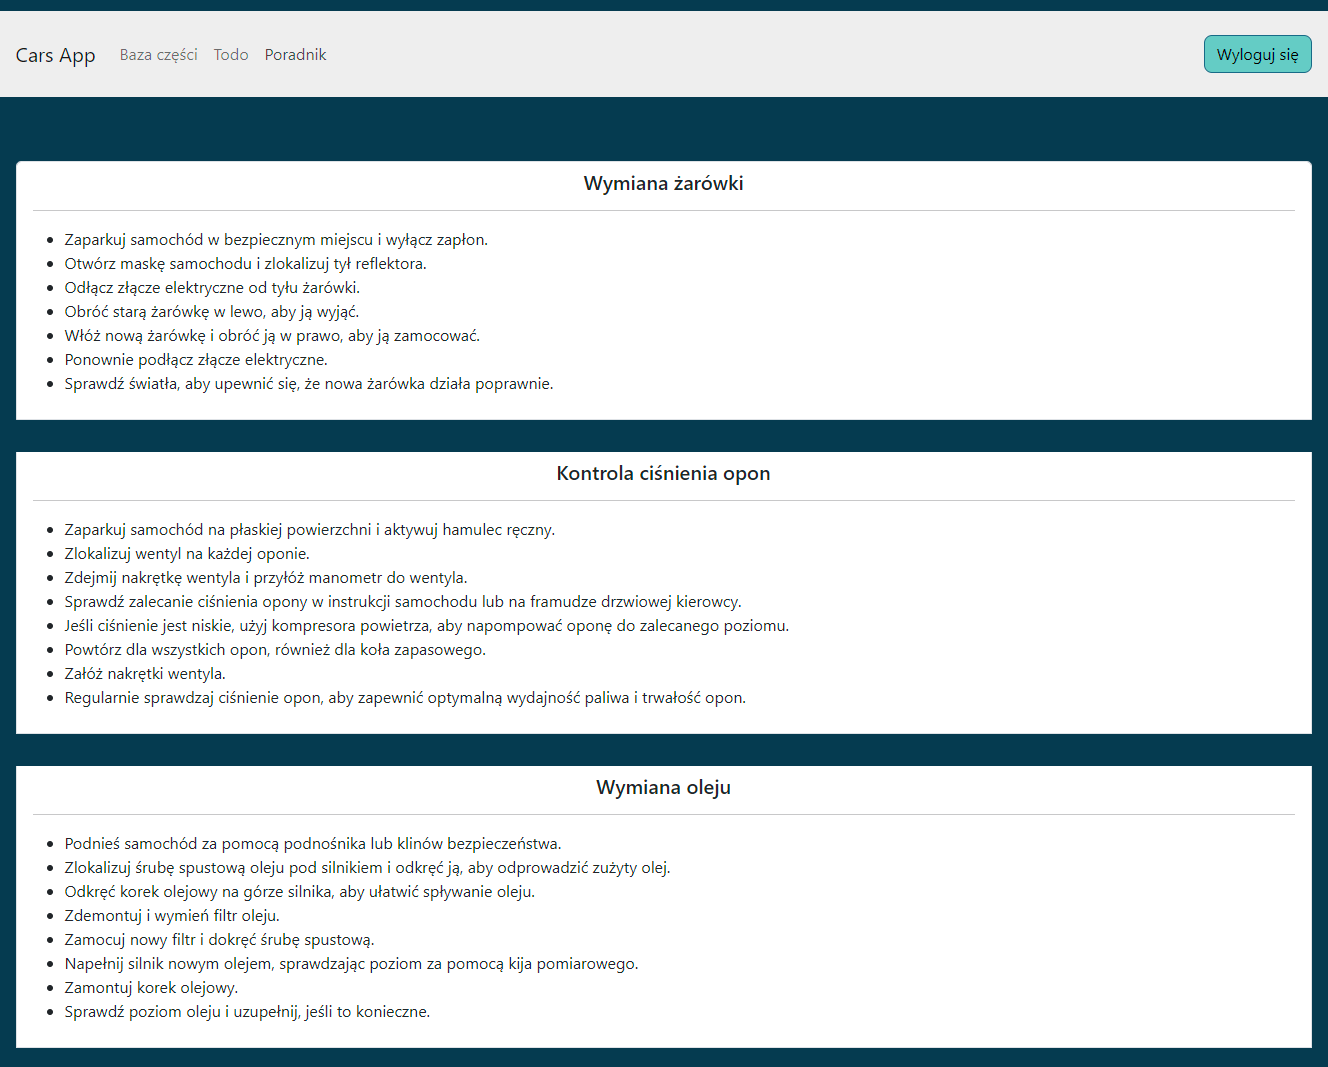 Cars App Baza części Todo Poradnik Wyloguj się
Wymiana żarówki
Zaparkuj samochód w bezpiecznym miejscu i wyłącz zapłon.
Otwórz maskę samochodu i zlokalizuj tył reflektora.
Odłącz złącze elektryczne od tyłu żarówki.
Obróć starą żarówkę w lewo, aby ją wyjąć.
Włóż nową żarówkę i obróć ją w prawo, aby ją zamocować.
Ponownie podłącz złącze elektryczne.
Sprawdź światła, aby upewnić się, że nowa żarówka działa poprawnie.
Kontrola ciśnienia opon
Zaparkuj samochód na płaskiej powierzchni i aktywuj hamulec ręczny.
Zlokalizuj wentyl na każdej oponie.
Zdejmij nakrętkę wentyla i przyłóż manometr do wentyla.
Sprawdź zalecanie ciśnienia opony w instrukcji samochodu lub na framudze drzwiowej kierowcy.
Jeśli ciśnienie jest niskie, użyj kompresora powietrza, aby napompować oponę do zalecanego poziomu.
Powtórz dla wszystkich opon, również dla koła zapasowego.
Załóż nakrętki wentyla.
Regularnie sprawdzaj ciśnienie opon, aby zapewnić optymalną wydajność paliwa i trwałość opon.
Wymiana oleju
Podnieś samochód za pomocą podnośnika lub klinów bezpieczeństwa.
Zlokalizuj śrubę spustową oleju pod silnikiem i odkręć ją, aby odprowadzić zużyty olej.
Odkręć korek olejowy na górze silnika, aby ułatwić spływanie oleju.
Zdemontuj i wymień filtr oleju.
Zamocuj nowy filtr i dokręć śrubę spustową.
Napełnij silnik nowym olejem, sprawdzając poziom za pomocą kija pomiarowego.
Zamontuj korek olejowy.
Sprawdź poziom oleju i uzupełnij, jeśli to konieczne.